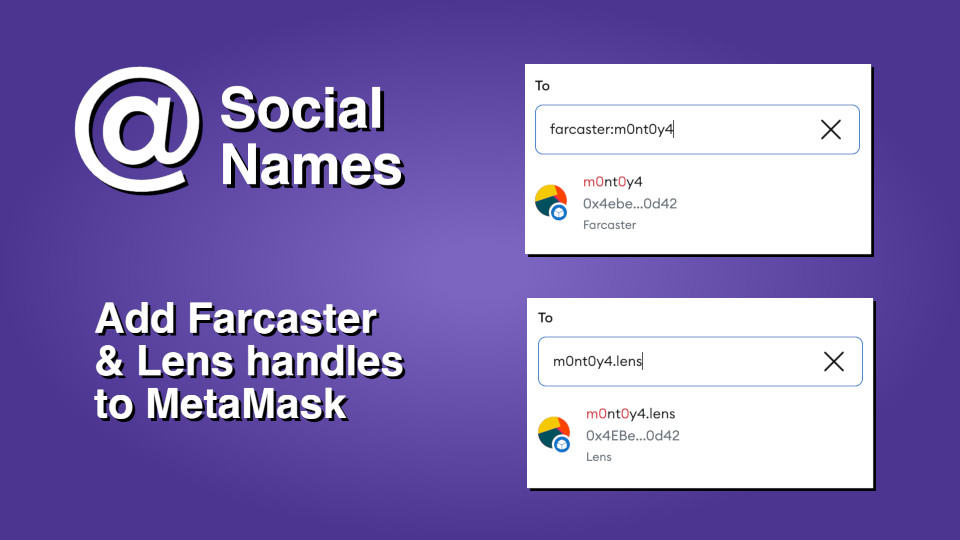 @
Social
Names
Add Farcaster
& Lens handles
to MetaMask
To
farcaster:m0nt0y4
m0nt0y4
0x4ebe...0d42
Farcaster
To
m0nt0y4.lens
m0nt0y4.lens
0x4EBe...0d42
Lens